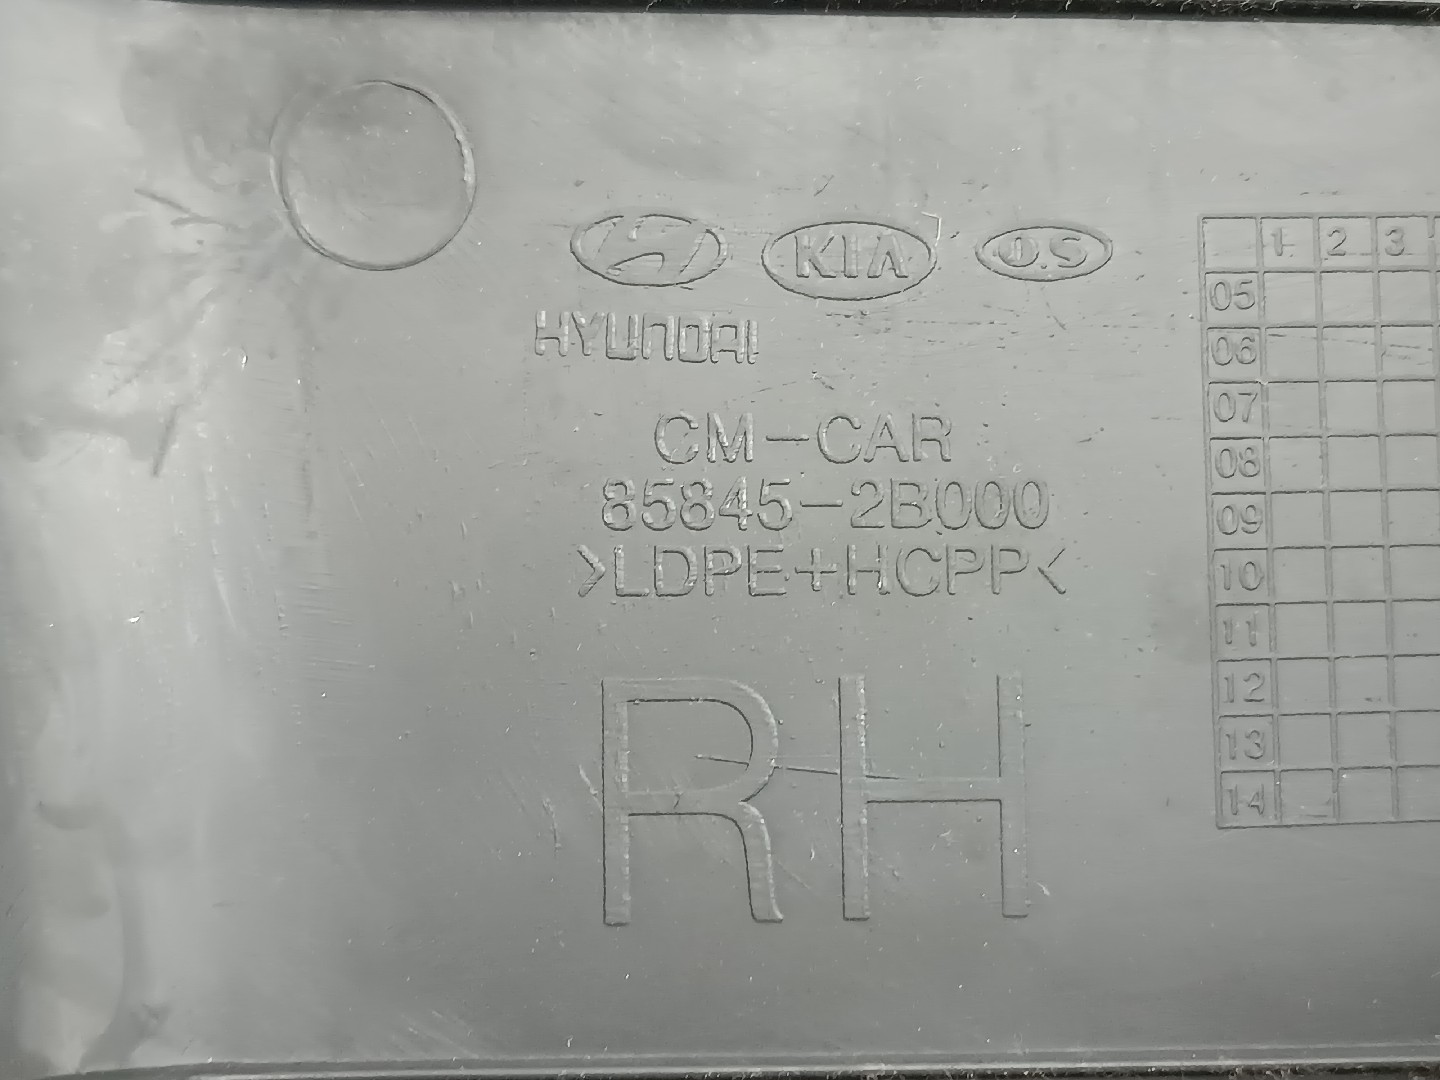 KIA D.S
HYUNDAI
CM-CAR
85845-2B000
>LDPE+HCPP<
RH
1 2 3
05
06
07
08
09
10
11
12
13
14